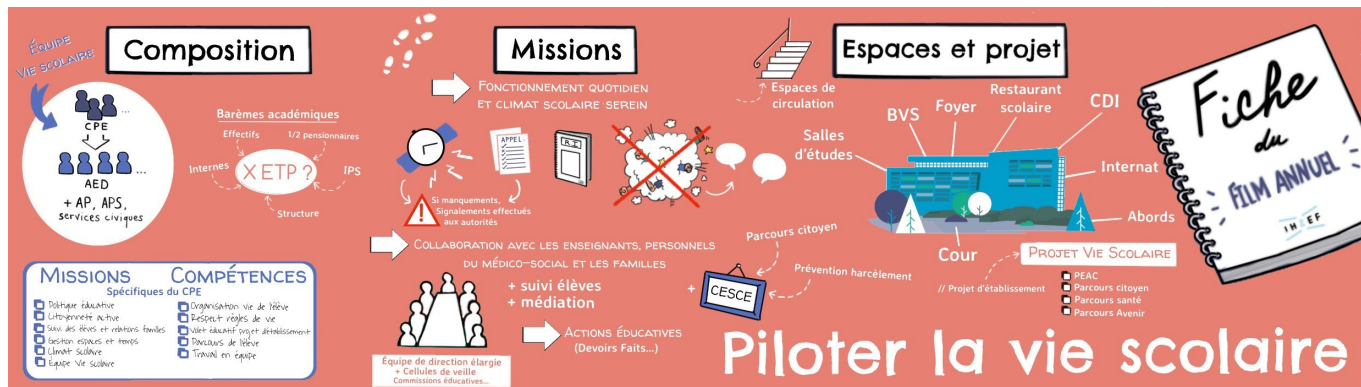 ÉQUIPE
VIE SCOLAIRE
Composition
CPE
...
AED
...
+ AP, APS,
services civiques
Barèmes académiques
Effectifs
1/2 pensionnaires
Internes
X ETP ?
IPS
Structure
MISSIONS
COMPÉTENCES
Spécifiques du CPE
Politique éducative
Citoyenneté active
Suivi des élèves et relations familles
Gestion espaces et temps
Climat scolaire
Équipe Vie scolaire
Organisation vie de l'élève
Respect règles de vie
Volet éducatif projet d'établissement
Parcours de l'élève
Travail en équipe
Missions
FONCTIONNEMENT QUOTIDIEN
ET CLIMAT SCOLAIRE SEREIN
APPEL
R.I
Si manquements,
Signalements effectués
aux autorités
COLLABORATION AVEC LES ENSEIGNANTS, PERSONNELS
DU MÉDICO-SOCIAL ET LES FAMILLES
+ suivi élèves
+ médiation
ACTIONS ÉDUCATIVES
(Devoirs Faits...)
Équipe de direction élargie
+ Cellules de veille
Commissions éducatives...
+
CESCE
Parcours citoyen
Prévention harcèlement
Espaces et projet
Espaces de
circulation
Salles
d'études
BVS
Foyer
Restaurant
scolaire
CDI
Internat
Abords
Cour
PROJET VIE SCOLAIRE
// Projet d'établissement
PEAC
Parcours citoyen
Parcours santé
Parcours Avenir
Fiche
du
FILM ANNUEL
IH2EF
Piloter la vie scolaire